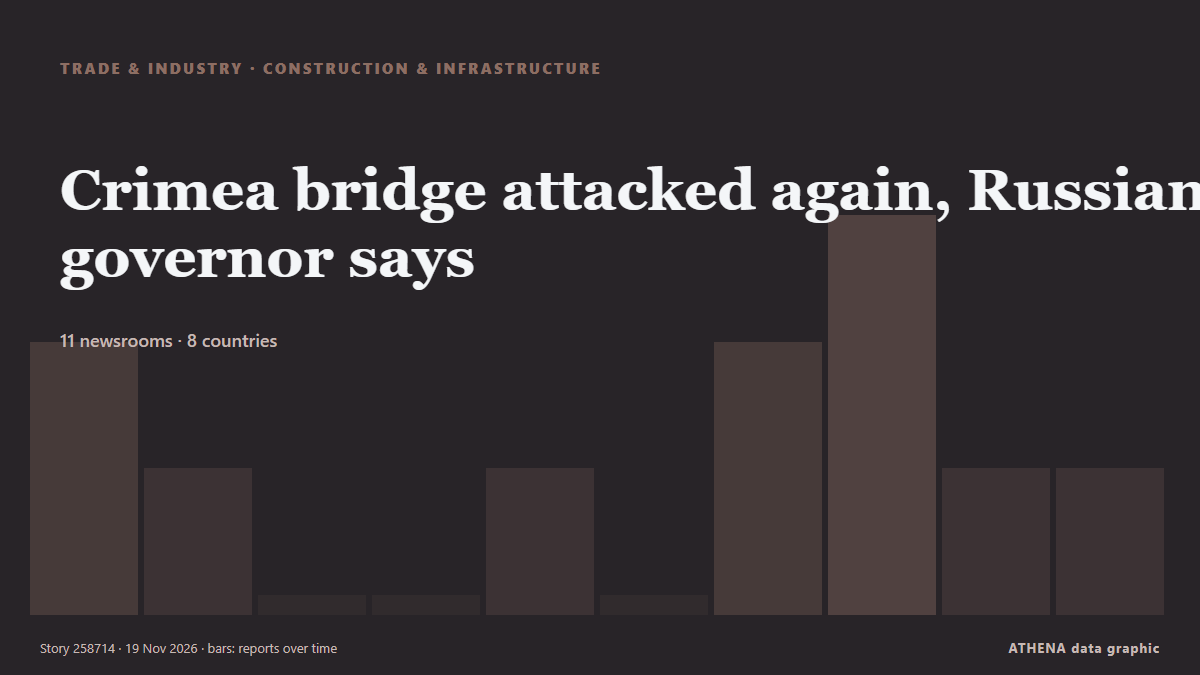 TRADE & INDUSTRY · CONSTRUCTION & INFRASTRUCTURE
Crimea bridge attacked again, Russian
governor says
11 newsrooms · 8 countries
Story 258714 · 19 Nov 2026 · bars: reports over time
ATHENA data graphic